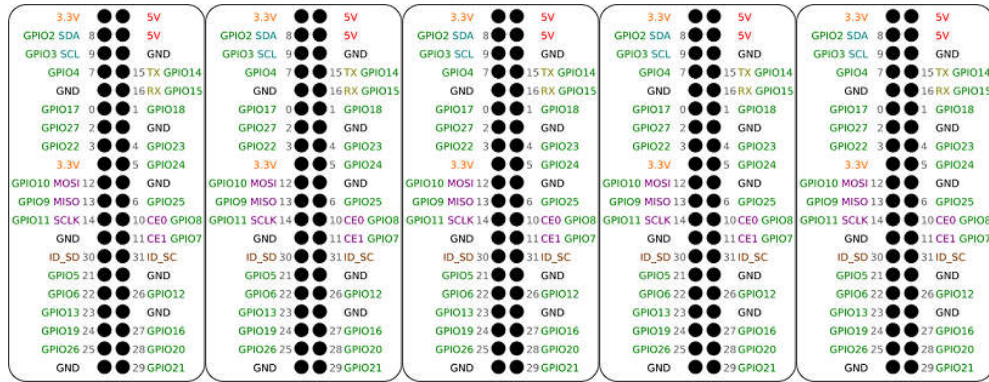 3.3V 5V
GPIO2 SDA 8 5V
GPIO3 SCL 9 GND
GPIO4 7 15 TX GPIO14
GND 16 RX GPIO15
GPIO17 0 1 GPIO18
GPIO27 2 GND
GPIO22 3 4 GPIO23
3.3V 5 GPIO24
GPIO10 MOSI 12 GND
GPIO9 MISO 13 6 GPIO25
GPIO11 SCLK 14 10 CE0 GPIO8
GND 11 CE1 GPIO7
ID_SD 30 31 ID_SC
GPIO5 21 GND
GPIO6 22 26 GPIO12
GPIO13 23 GND
GPIO19 24 27 GPIO16
GPIO26 25 28 GPIO20
GND 29 GPIO21
3.3V 5V
GPIO2 SDA 8 5V
GPIO3 SCL 9 GND
GPIO4 7 15 TX GPIO14
GND 16 RX GPIO15
GPIO17 0 1 GPIO18
GPIO27 2 GND
GPIO22 3 4 GPIO23
3.3V 5 GPIO24
GPIO10 MOSI 12 GND
GPIO9 MISO 13 6 GPIO25
GPIO11 SCLK 14 10 CE0 GPIO8
GND 11 CE1 GPIO7
ID_SD 30 31 ID_SC
GPIO5 21 GND
GPIO6 22 26 GPIO12
GPIO13 23 GND
GPIO19 24 27 GPIO16
GPIO26 25 28 GPIO20
GND 29 GPIO21
3.3V 5V
GPIO2 SDA 8 5V
GPIO3 SCL 9 GND
GPIO4 7 15 TX GPIO14
GND 16 RX GPIO15
GPIO17 0 1 GPIO18
GPIO27 2 GND
GPIO22 3 4 GPIO23
3.3V 5 GPIO24
GPIO10 MOSI 12 GND
GPIO9 MISO 13 6 GPIO25
GPIO11 SCLK 14 10 CE0 GPIO8
GND 11 CE1 GPIO7
ID_SD 30 31 ID_SC
GPIO5 21 GND
GPIO6 22 26 GPIO12
GPIO13 23 GND
GPIO19 24 27 GPIO16
GPIO26 25 28 GPIO20
GND 29 GPIO21
3.3V 5V
GPIO2 SDA 8 5V
GPIO3 SCL 9 GND
GPIO4 7 15 TX GPIO14
GND 16 RX GPIO15
GPIO17 0 1 GPIO18
GPIO27 2 GND
GPIO22 3 4 GPIO23
3.3V 5 GPIO24
GPIO10 MOSI 12 GND
GPIO9 MISO 13 6 GPIO25
GPIO11 SCLK 14 10 CE0 GPIO8
GND 11 CE1 GPIO7
ID_SD 30 31 ID_SC
GPIO5 21 GND
GPIO6 22 26 GPIO12
GPIO13 23 GND
GPIO19 24 27 GPIO16
GPIO26 25 28 GPIO20
GND 29 GPIO21
3.3V 5V
GPIO2 SDA 8 5V
GPIO3 SCL 9 GND
GPIO4 7 15 TX GPIO14
GND 16 RX GPIO15
GPIO17 0 1 GPIO18
GPIO27 2 GND
GPIO22 3 4 GPIO23
3.3V 5 GPIO24
GPIO10 MOSI 12 GND
GPIO9 MISO 13 6 GPIO25
GPIO11 SCLK 14 10 CE0 GPIO8
GND 11 CE1 GPIO7
ID_SD 30 31 ID_SC
GPIO5 21 GND
GPIO6 22 26 GPIO12
GPIO13 23 GND
GPIO19 24 27 GPIO16
GPIO26 25 28 GPIO20
GND 29 GPIO21